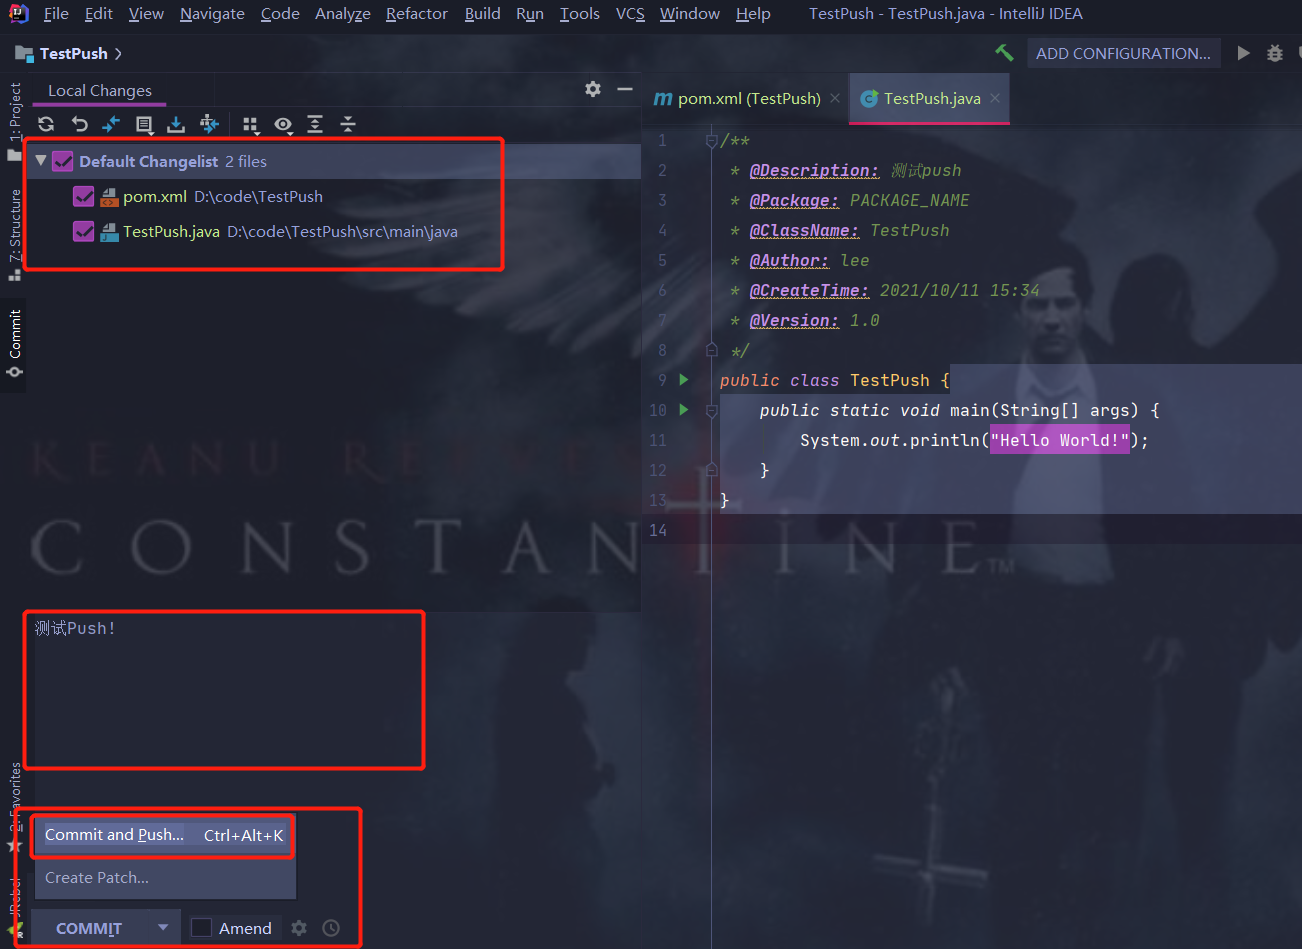 File Edit View Navigate Code Analyze Refactor Build Run Tools VCS Window Help TestPush - TestPush.java - IntelliJ IDEA
TestPush
ADD CONFIGURATION...
1: Project
7: Structure
Commit
2: Favorites
JRebel
Local Changes
Default Changelist 2 files
pom.xml D:\code\TestPush
TestPush.java D:\code\TestPush\src\main\java
测试Push!
Commit and Push... Ctrl+Alt+K
Create Patch...
COMMIT Amend
pom.xml (TestPush) TestPush.java
1 /**
2 * @Description: 测试push
3 * @Package: PACKAGE_NAME
4 * @ClassName: TestPush
5 * @Author: lee
6 * @CreateTime: 2021/10/11 15:34
7 * @Version: 1.0
8 */
9 public class TestPush {
10 public static void main(String[] args) {
11 System.out.println("Hello World!");
12 }
13 }
14
KEANU REEVES
CONSTANTINE™